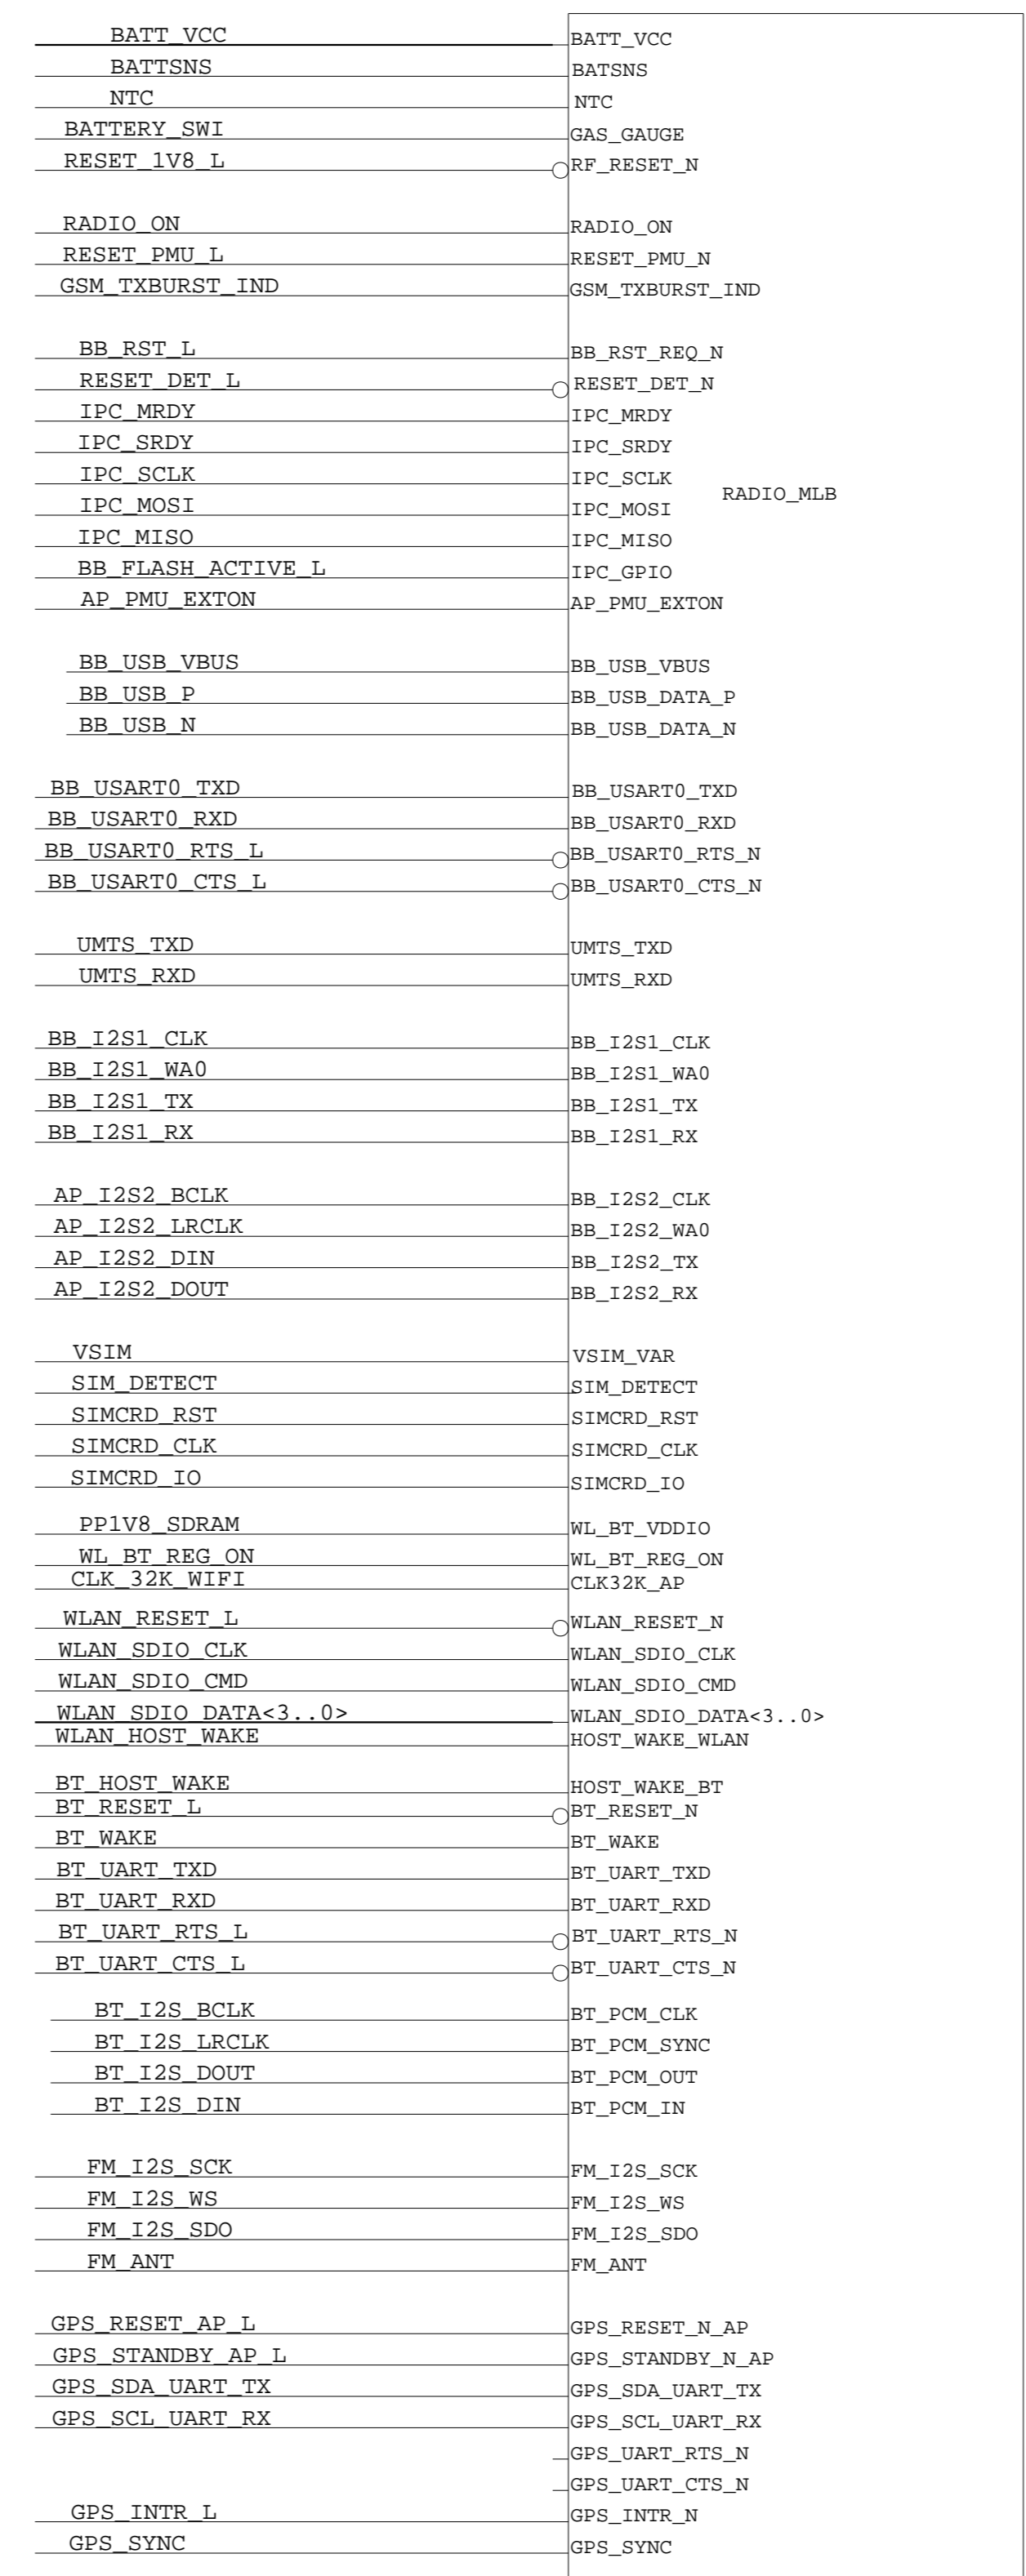 BATT_VCC BATT_VCC
BATTSNS BATSNS
NTC NTC
BATTERY_SWI GAS_GAUGE
RESET_1V8_L RF_RESET_N
RADIO_ON RADIO_ON
RESET_PMU_L RESET_PMU_N
GSM_TXBURST_IND GSM_TXBURST_IND
BB_RST_L BB_RST_REQ_N
RESET_DET_L RESET_DET_N
IPC_MRDY IPC_MRDY
IPC_SRDY IPC_SRDY
IPC_SCLK IPC_SCLK
RADIO_MLB
IPC_MOSI IPC_MOSI
IPC_MISO IPC_MISO
BB_FLASH_ACTIVE_L IPC_GPIO
AP_PMU_EXTON AP_PMU_EXTON
BB_USB_VBUS BB_USB_VBUS
BB_USB_P BB_USB_DATA_P
BB_USB_N BB_USB_DATA_N
BB_USART0_TXD BB_USART0_TXD
BB_USART0_RXD BB_USART0_RXD
BB_USART0_RTS_L BB_USART0_RTS_N
BB_USART0_CTS_L BB_USART0_CTS_N
UMTS_TXD UMTS_TXD
UMTS_RXD UMTS_RXD
BB_I2S1_CLK BB_I2S1_CLK
BB_I2S1_WA0 BB_I2S1_WA0
BB_I2S1_TX BB_I2S1_TX
BB_I2S1_RX BB_I2S1_RX
AP_I2S2_BCLK BB_I2S2_CLK
AP_I2S2_LRCLK BB_I2S2_WA0
AP_I2S2_DIN BB_I2S2_TX
AP_I2S2_DOUT BB_I2S2_RX
VSIM VSIM_VAR
SIM_DETECT SIM_DETECT
SIMCRD_RST SIMCRD_RST
SIMCRD_CLK SIMCRD_CLK
SIMCRD_IO SIMCRD_IO
PP1V8_SDRAM WL_BT_VDDIO
WL_BT_REG_ON WL_BT_REG_ON
CLK_32K_WIFI CLK32K_AP
WLAN_RESET_L WLAN_RESET_N
WLAN_SDIO_CLK WLAN_SDIO_CLK
WLAN_SDIO_CMD WLAN_SDIO_CMD
WLAN_SDIO_DATA<3..0> WLAN_SDIO_DATA<3..0>
WLAN_HOST_WAKE HOST_WAKE_WLAN
BT_HOST_WAKE HOST_WAKE_BT
BT_RESET_L BT_RESET_N
BT_WAKE BT_WAKE
BT_UART_TXD BT_UART_TXD
BT_UART_RXD BT_UART_RXD
BT_UART_RTS_L BT_UART_RTS_N
BT_UART_CTS_L BT_UART_CTS_N
BT_I2S_BCLK BT_PCM_CLK
BT_I2S_LRCLK BT_PCM_SYNC
BT_I2S_DOUT BT_PCM_OUT
BT_I2S_DIN BT_PCM_IN
FM_I2S_SCK FM_I2S_SCK
FM_I2S_WS FM_I2S_WS
FM_I2S_SDO FM_I2S_SDO
FM_ANT FM_ANT
GPS_RESET_AP_L GPS_RESET_N_AP
GPS_STANDBY_AP_L GPS_STANDBY_N_AP
GPS_SDA_UART_TX GPS_SDA_UART_TX
GPS_SCL_UART_RX GPS_SCL_UART_RX
GPS_UART_RTS_N
GPS_UART_CTS_N
GPS_INTR_L GPS_INTR_N
GPS_SYNC GPS_SYNC